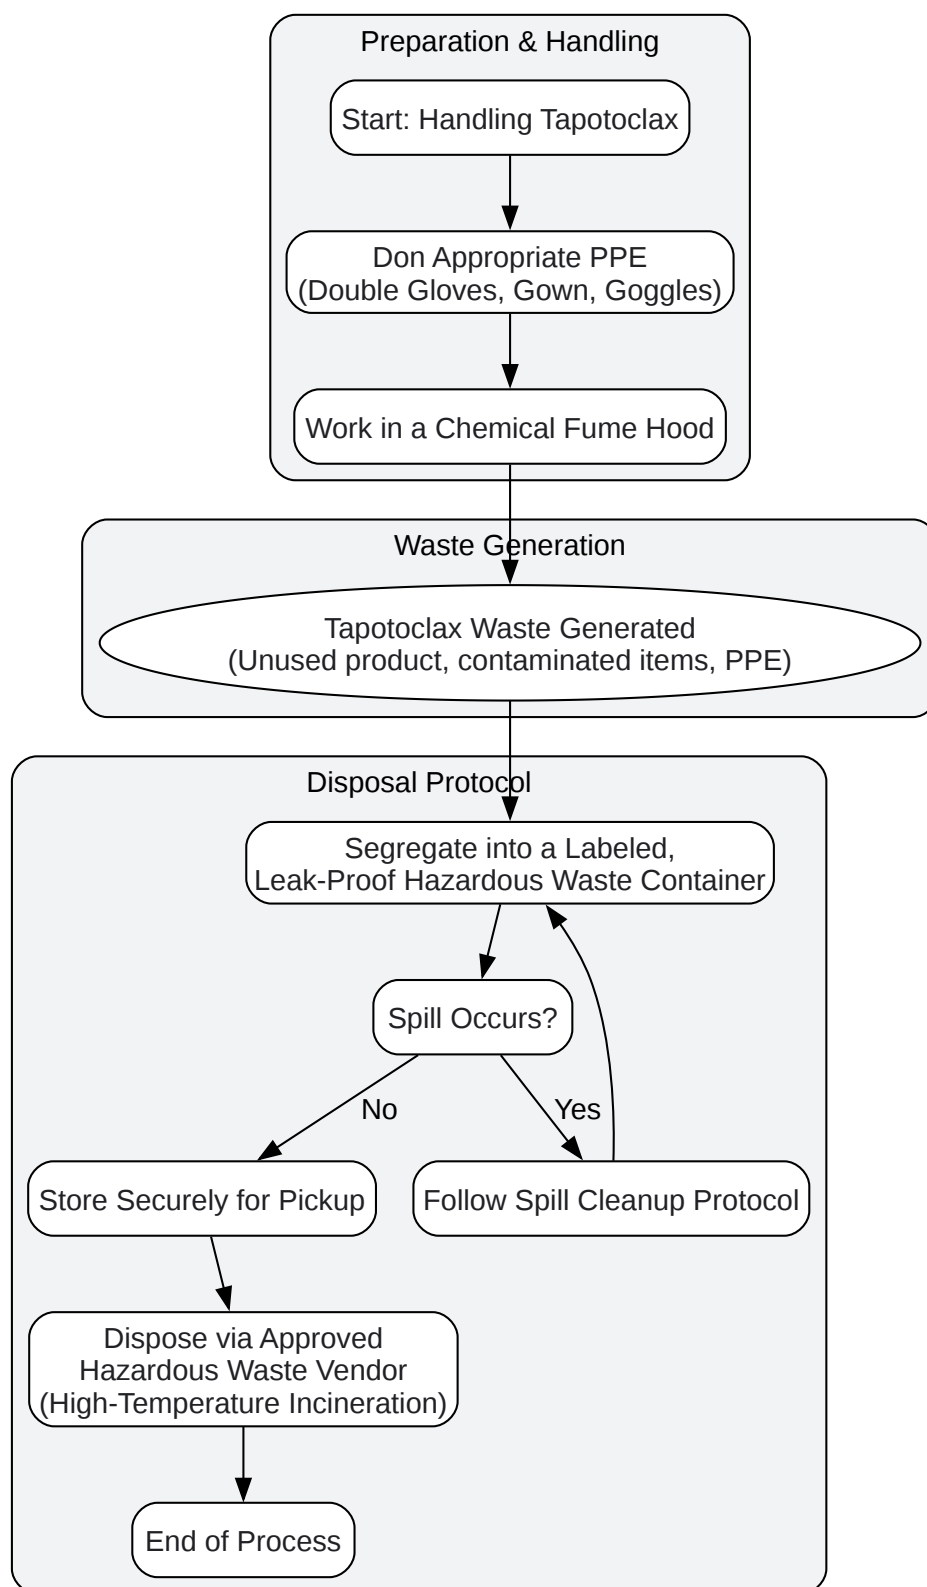 Preparation & Handling
Start: Handling Tapotoclax
Don Appropriate PPE
(Double Gloves, Gown, Goggles)
Work in a Chemical Fume Hood
Waste Generation
Tapotoclax Waste Generated
(Unused product, contaminated items, PPE)
Disposal Protocol
Segregate into a Labeled,
Leak-Proof Hazardous Waste Container
Spill Occurs?
No
Yes
Store Securely for Pickup
Follow Spill Cleanup Protocol
Dispose via Approved
Hazardous Waste Vendor
(High-Temperature Incineration)
End of Process